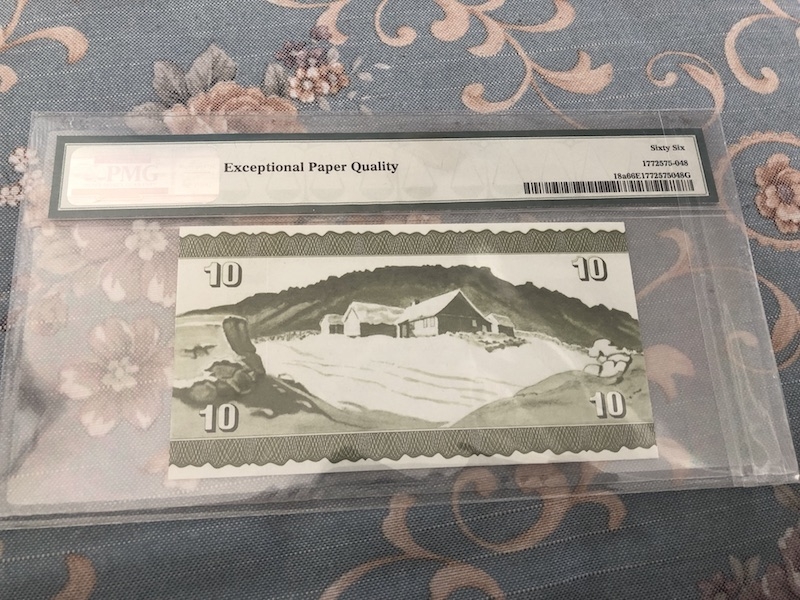 PMG
Exceptional Paper Quality
Sixty Six
1772575-048
18a66E1772575048G
10
10
10
10